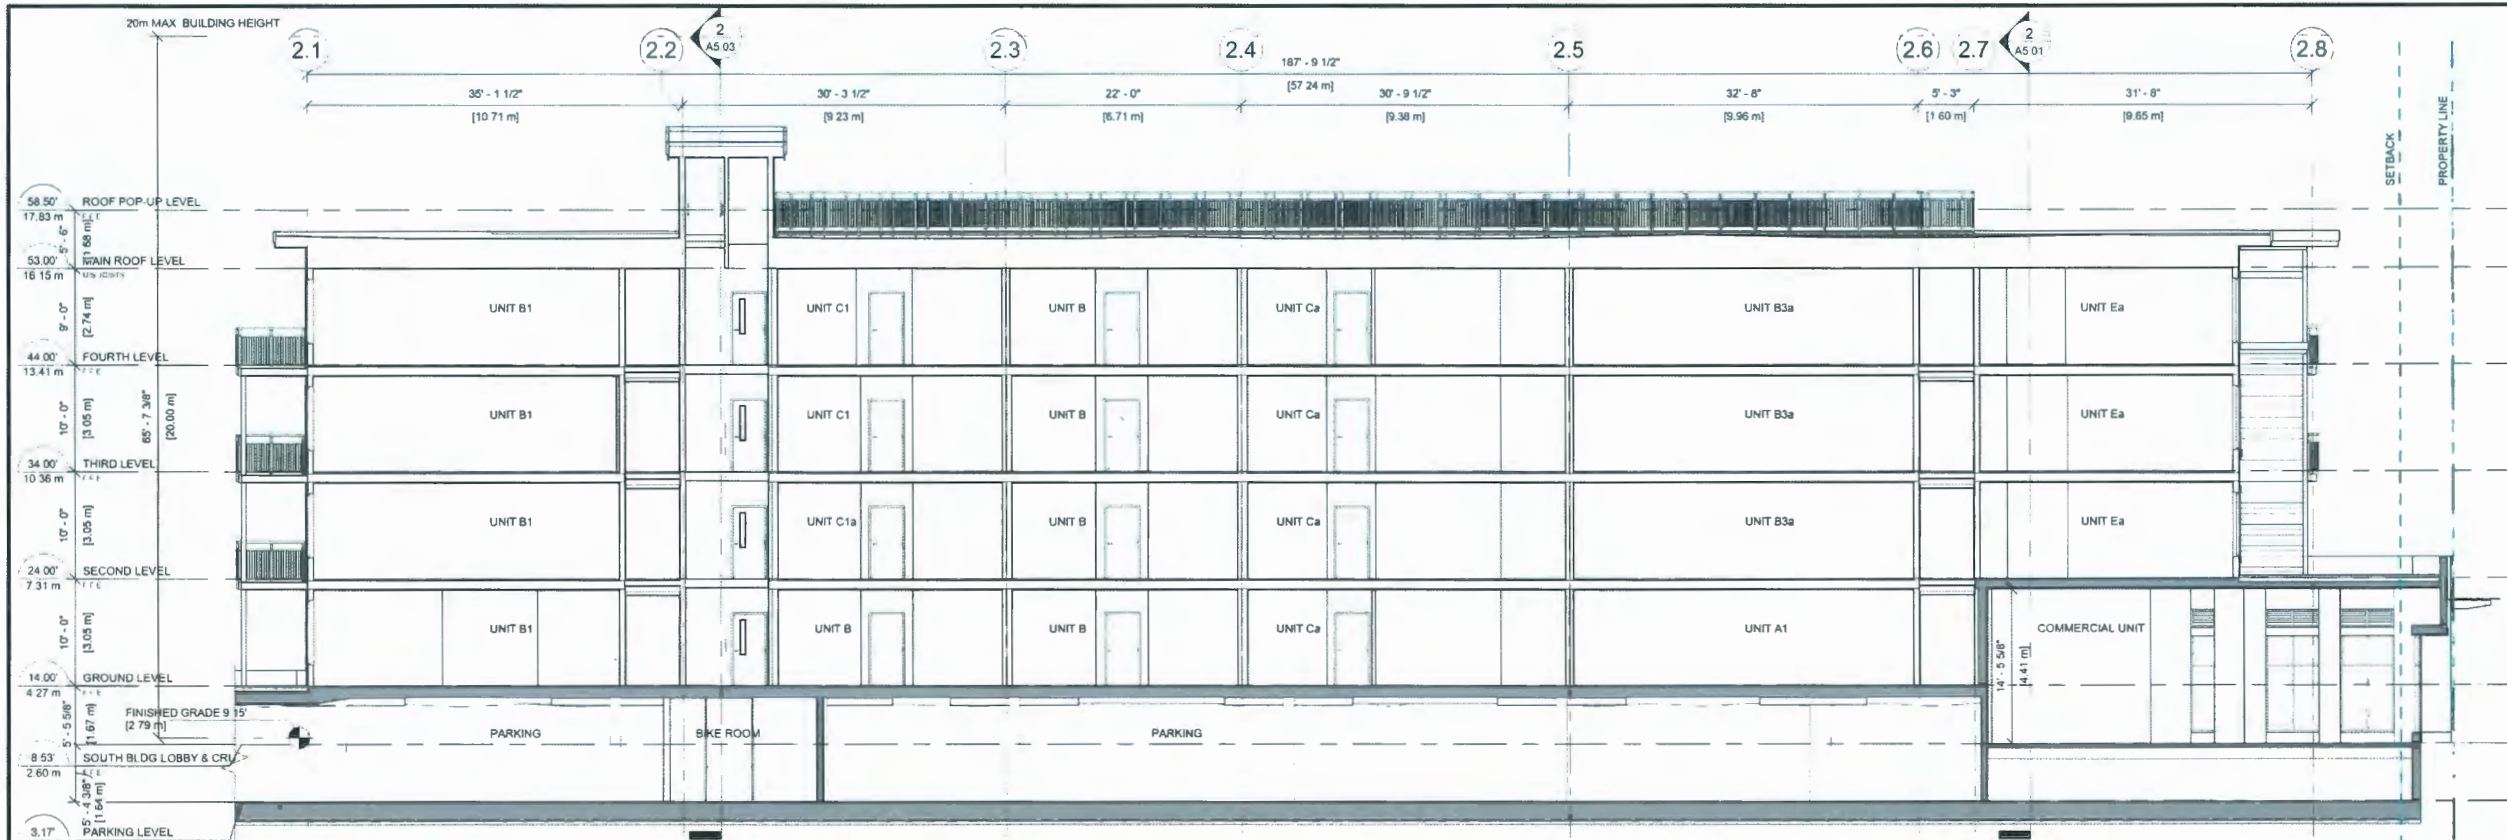 20m MAX BUILDING HEIGHT
2.1
2.2
2
A5.03
2.3
2.4
2.5
2.6
2.7
2
A5.01
2.8
187' - 9 1/2"
[57.24 m]
35' - 1 1/2"
30' - 3 1/2"
22' - 0"
30' - 9 1/2"
32' - 8"
5' - 3"
31' - 8"
[10.71 m]
[9.23 m]
[6.71 m]
[9.38 m]
[9.96 m]
[1.60 m]
[9.65 m]
SETBACK
PROPERTY LINE
58.50' ROOF POP-UP LEVEL
17.83 m
5' - 6"
[1.68 m]
53.00' MAIN ROOF LEVEL
16.15 m U/S JOISTS
9' - 0"
[2.74 m]
UNIT B1
UNIT C1
UNIT B
UNIT Ca
UNIT B3a
UNIT Ea
44.00' FOURTH LEVEL
13.41 m
10' - 0"
[3.05 m]
65' - 7 3/8"
[20.00 m]
UNIT B1
UNIT C1
UNIT B
UNIT Ca
UNIT B3a
UNIT Ea
34.00' THIRD LEVEL
10.36 m
10' - 0"
[3.05 m]
UNIT B1
UNIT C1a
UNIT B
UNIT Ca
UNIT B3a
UNIT Ea
24.00' SECOND LEVEL
7.31 m
10' - 0"
[3.05 m]
UNIT B1
UNIT B
UNIT B
UNIT Ca
UNIT A1
COMMERCIAL UNIT
14' - 5 5/8"
[4.41 m]
14.00' GROUND LEVEL
4.27 m
5' - 5 5/8"
[1.67 m]
FINISHED GRADE 9.15'
[2.79 m]
PARKING
BIKE ROOM
PARKING
8.53' SOUTH BLDG LOBBY & CRU
2.60 m
5' - 4 3/8"
[1.64 m]
3.17' PARKING LEVEL